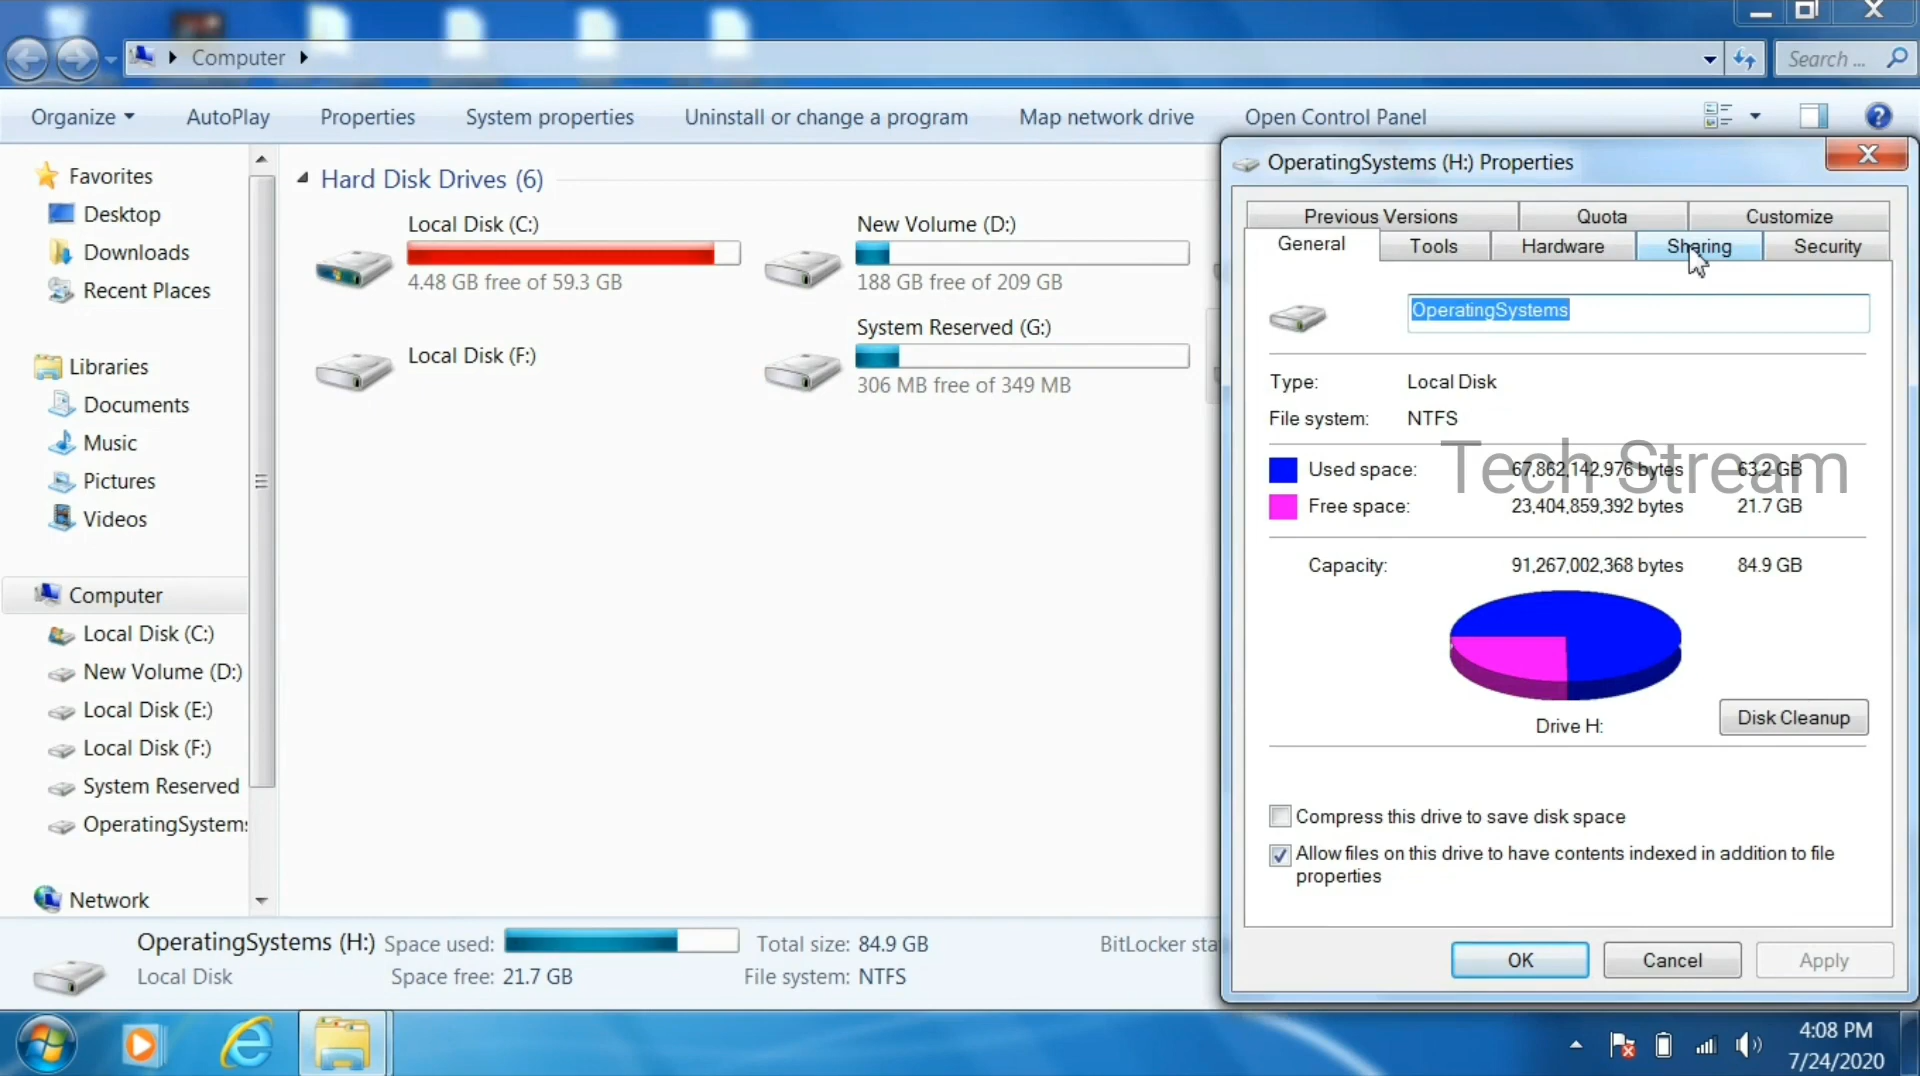 Computer
Search ...
Organize
AutoPlay
Properties
System properties
Uninstall or change a program
Map network drive
Open Control Panel
Favorites
Desktop
Downloads
Recent Places
Libraries
Documents
Music
Pictures
Videos
Computer
Local Disk (C:)
New Volume (D:)
Local Disk (E:)
Local Disk (F:)
System Reserved
OperatingSystem
Network
Hard Disk Drives (6)
Local Disk (C:)
4.48 GB free of 59.3 GB
New Volume (D:)
188 GB free of 209 GB
Local Disk (F:)
System Reserved (G:)
306 MB free of 349 MB
OperatingSystems (H:) Properties
Previous Versions
Quota
Customize
General
Tools
Hardware
Sharing
Security
OperatingSystems
Type: Local Disk
File system: NTFS
Tech Stream
Used space: 67,862,142,976 bytes 63.2 GB
Free space: 23,404,859,392 bytes 21.7 GB
Capacity: 91,267,002,368 bytes 84.9 GB
Drive H:
Disk Cleanup
Compress this drive to save disk space
Allow files on this drive to have contents indexed in addition to file
properties
OK
Cancel
Apply
OperatingSystems (H:) Space used: Total size: 84.9 GB BitLocker sta
Local Disk Space free: 21.7 GB File system: NTFS
4:08 PM
7/24/2020